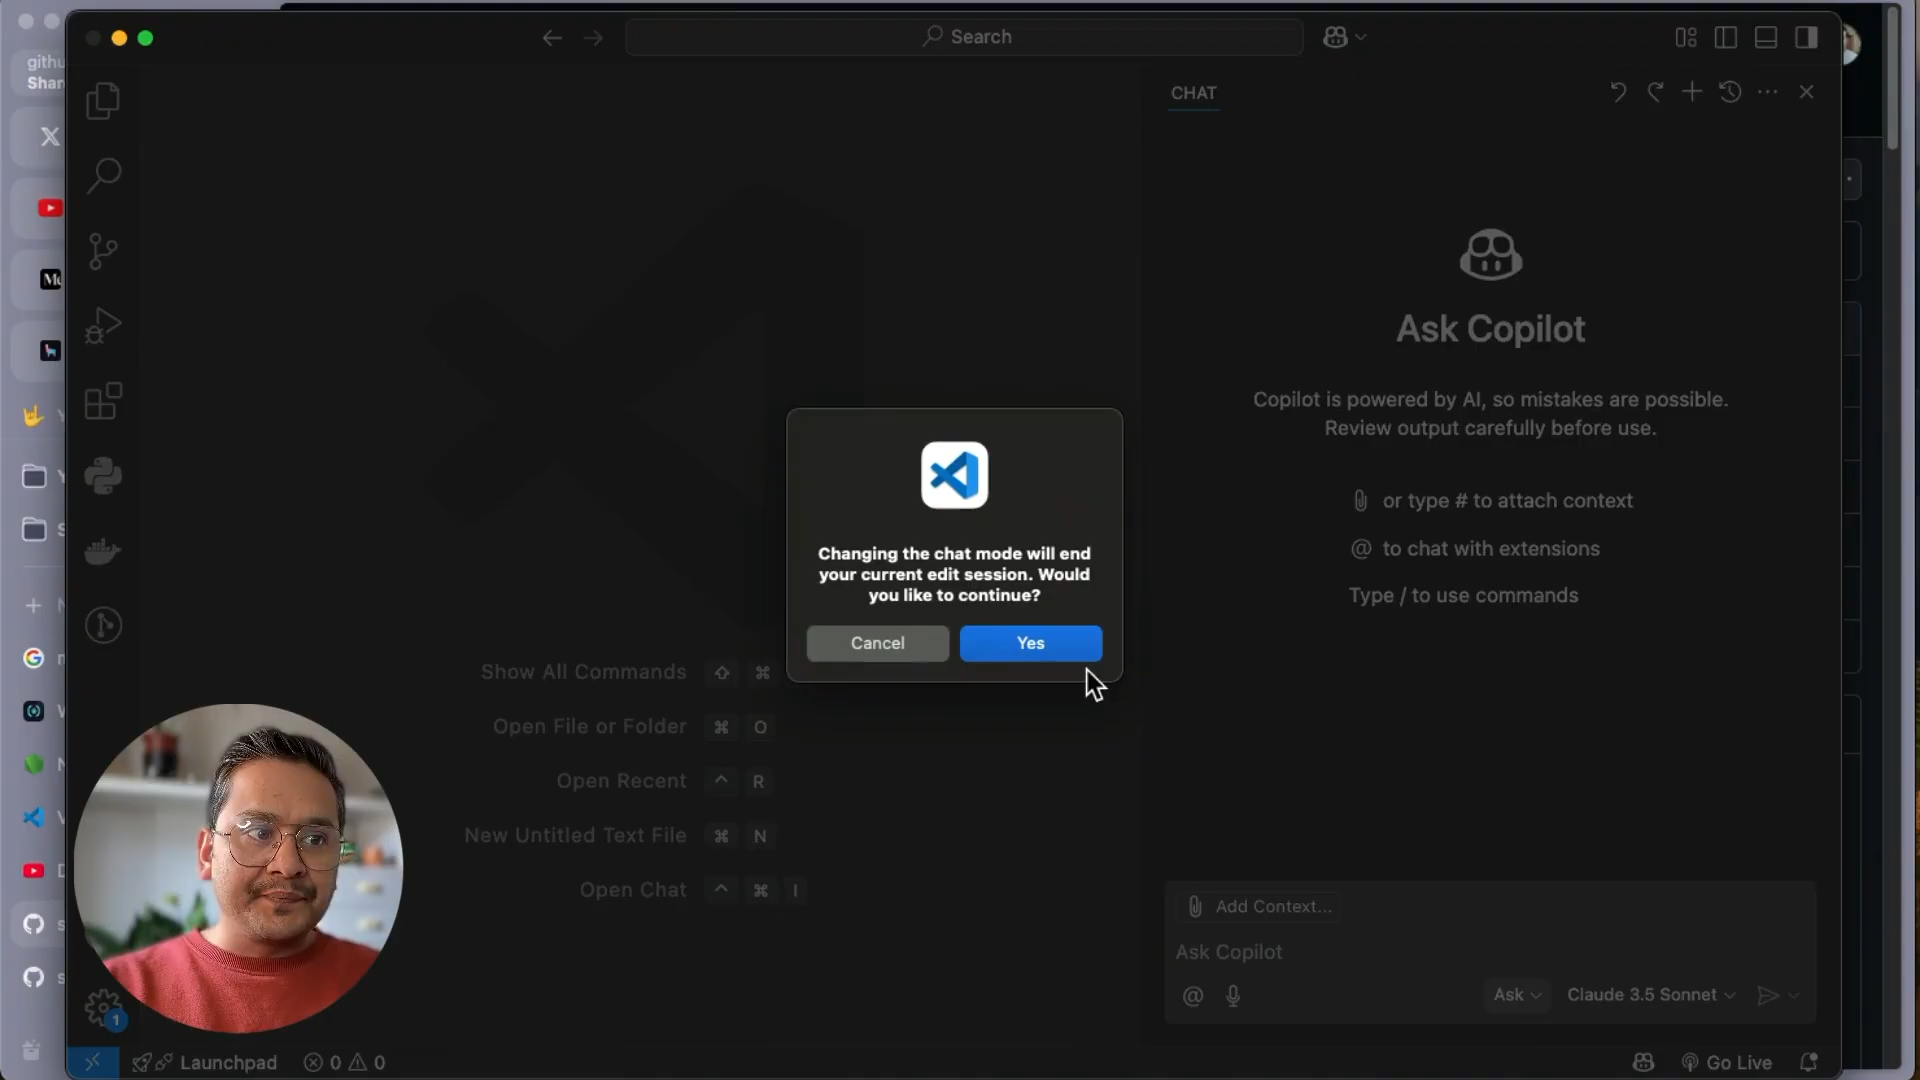 Search
githu
Shar
CHAT
Ask Copilot
Copilot is powered by AI, so mistakes are possible.
Review output carefully before use.
or type # to attach context
@ to chat with extensions
Type / to use commands
Changing the chat mode will end
your current edit session. Would
you like to continue?
Cancel
Yes
Show All Commands ⇧ ⌘
Open File or Folder ⌘ O
Open Recent ^ R
New Untitled Text File ⌘ N
Open Chat ^ ⌘ I
Add Context...
Ask Copilot
@
Ask
Claude 3.5 Sonnet
1
Launchpad
0
0
Go Live